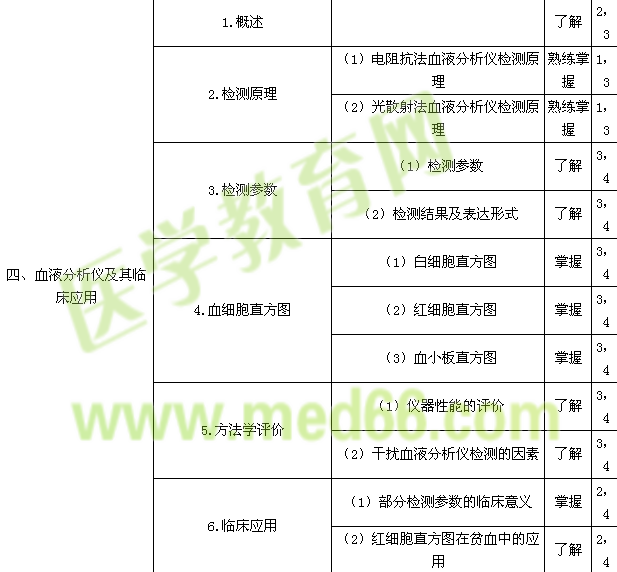 四、血液分析仪及其临
床应用
1.概述
了解
2，
3
2.检测原理
（1）电阻抗法血液分析仪检测原
理
熟练掌
握
1，
3
（2）光散射法血液分析仪检测原
理
熟练掌
握
1，
3
3.检测参数
（1）检测参数
了解
3，
4
（2）检测结果及表达形式
了解
3，
4
4.血细胞直方图
（1）白细胞直方图
掌握
3，
4
（2）红细胞直方图
掌握
3，
4
（3）血小板直方图
掌握
3，
4
5.方法学评价
（1）仪器性能的评价
了解
3，
4
（2）干扰血液分析仪检测的因素
了解
3，
4
6.临床应用
（1）部分检测参数的临床意义
掌握
2，
4
（2）红细胞直方图在贫血中的应
用
了解
2，
4
医学教育网
www.med66.com